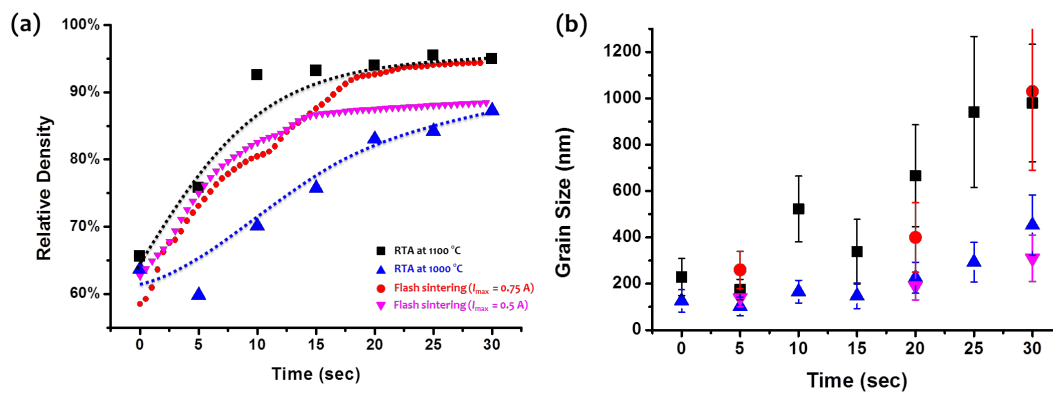 (a)
100%
90%
80%
70%
60%
Relative Density
RTA at 1100 °C
RTA at 1000 °C
Flash sintering (Imax = 0.75 A)
Flash sintering (Imax = 0.5 A)
0 5 10 15 20 25 30
Time (sec)
(b)
1200
1000
800
600
400
200
0
Grain Size (nm)
0 5 10 15 20 25 30
Time (sec)